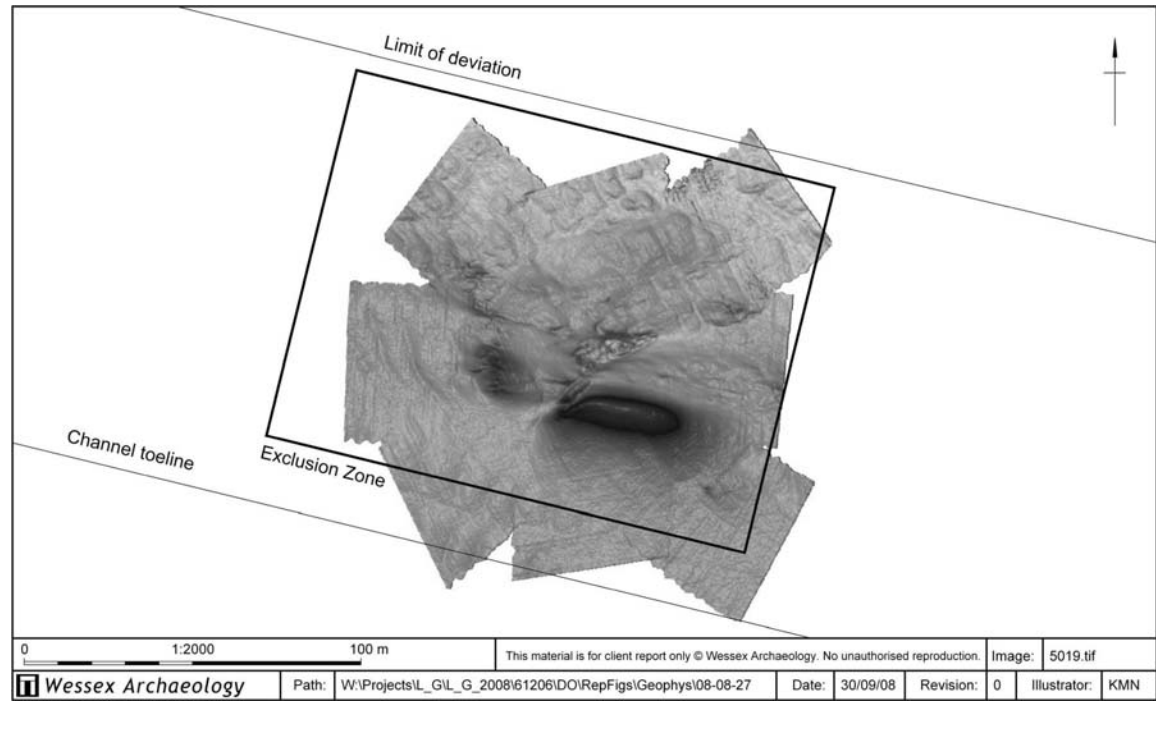 Limit of deviation
Channel toeline
Exclusion Zone
0 1:2000 100 m
This material is for client report only © Wessex Archaeology. No unauthorised reproduction.
Image: 5019.tif
Wessex Archaeology
Path: W:\Projects\L_G\L_G_2008\61206\DO\RepFigs\Geophys\08-08-27
Date: 30/09/08
Revision: 0
Illustrator: KMN